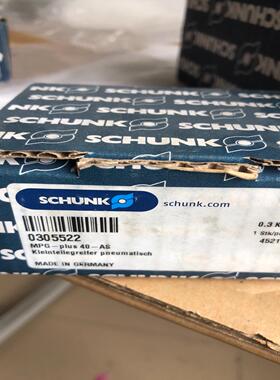 SCHUNK
SCHUNK
SCHUNK
schunk.com
0305522
MPG-plus 40-AS
Kleinteilegreifer pneumatisch
MADE IN GERMANY
0.3 K
1 Stk/p
4521